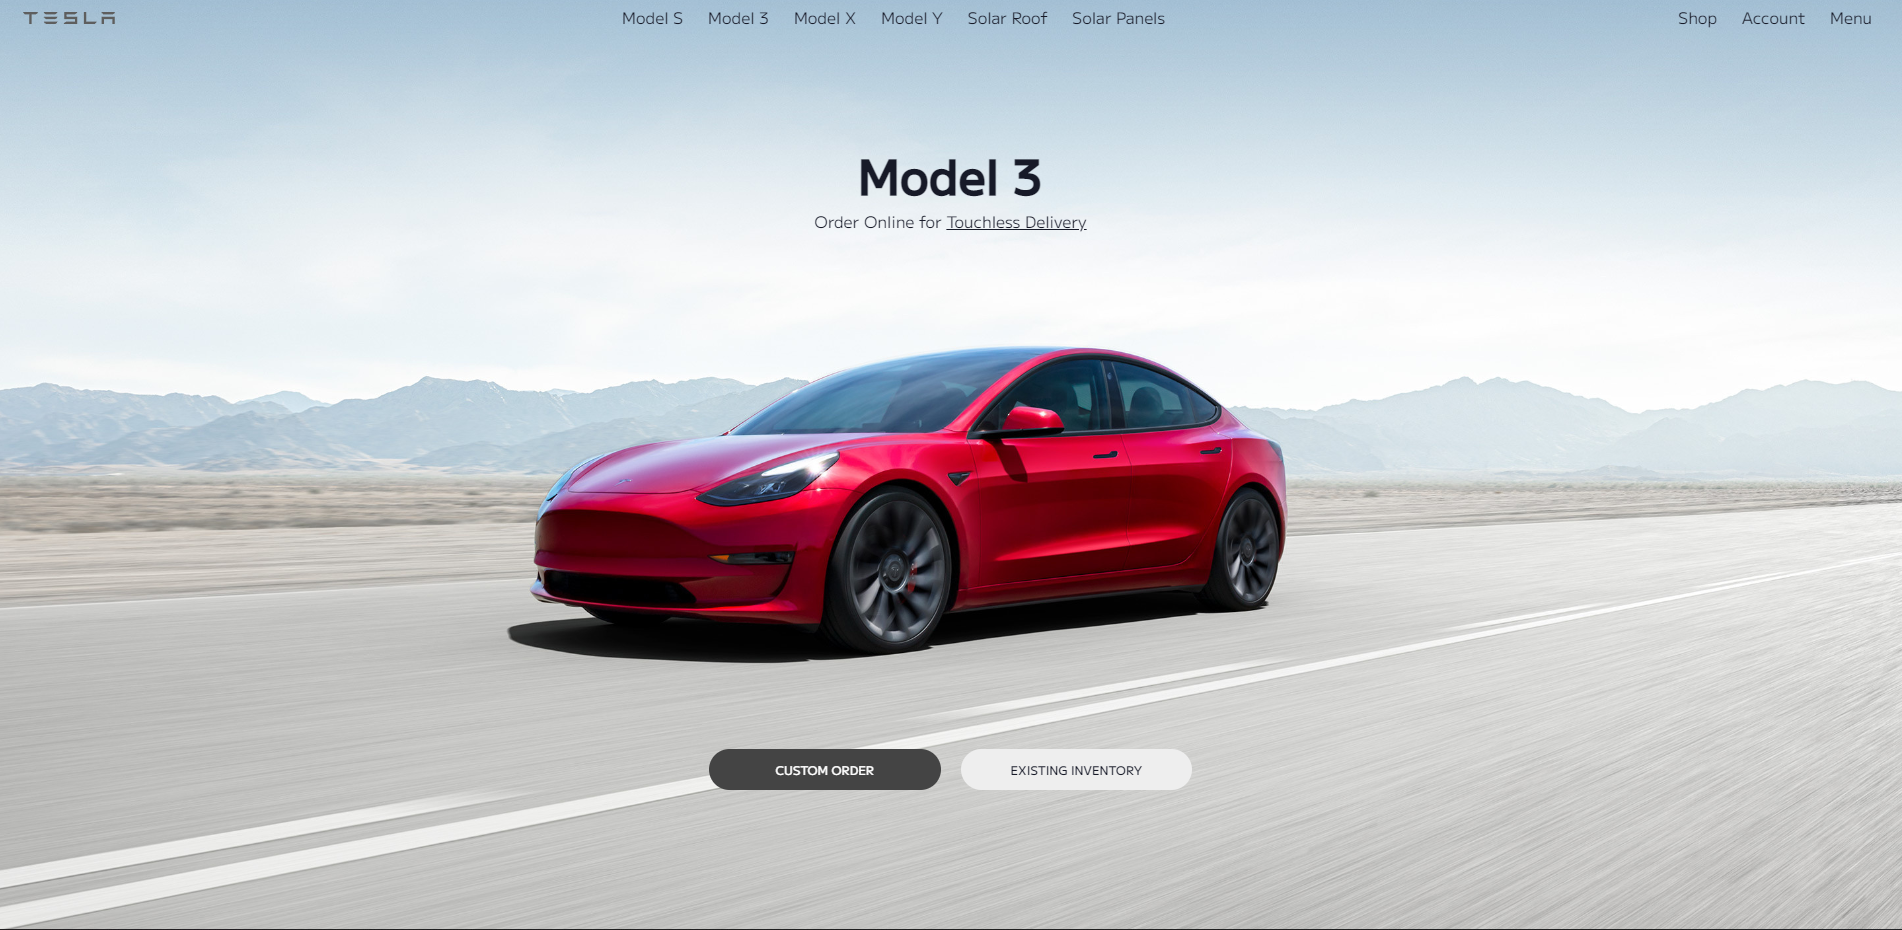 TESLA
Model S Model 3 Model X Model Y Solar Roof Solar Panels
Shop Account Menu
Model 3
Order Online for Touchless Delivery
CUSTOM ORDER
EXISTING INVENTORY